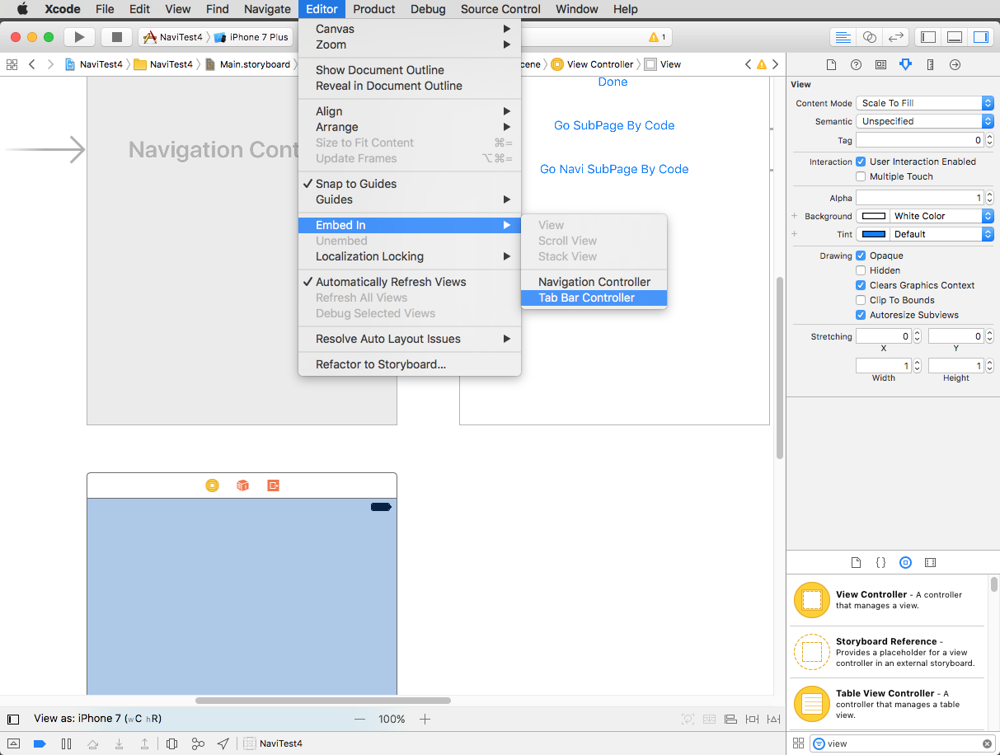 Xcode File Edit View Find Navigate Editor Product Debug Source Control Window Help
NaviTest4 iPhone 7 Plus 1
NaviTest4 NaviTest4 Main.storyboard cene View Controller View
Canvas
Zoom
Show Document Outline
Reveal in Document Outline
Align
Arrange
Size to Fit Content ⌘=
Update Frames ⌥⌘=
✓ Snap to Guides
Guides
Embed In
Unembed
Localization Locking
✓ Automatically Refresh Views
Refresh All Views
Debug Selected Views
Resolve Auto Layout Issues
Refactor to Storyboard...
View
Scroll View
Stack View
Navigation Controller
Tab Bar Controller
Navigation Cont
Done
Go SubPage By Code
Go Navi SubPage By Code
View
Content Mode Scale To Fill
Semantic Unspecified
Tag 0
Interaction User Interaction Enabled
Multiple Touch
Alpha 1
+ Background White Color
+ Tint Default
Drawing Opaque
Hidden
Clears Graphics Context
Clip To Bounds
Autoresize Subviews
Stretching 0 0
X Y
1 1
Width Height
{}
View Controller - A controller
that manages a view.
Storyboard Reference -
Provides a placeholder for a view
controller in an external storyboard.
Table View Controller - A
controller that manages a table
view.
View as: iPhone 7 (wC hR) — 100% +
NaviTest4
view